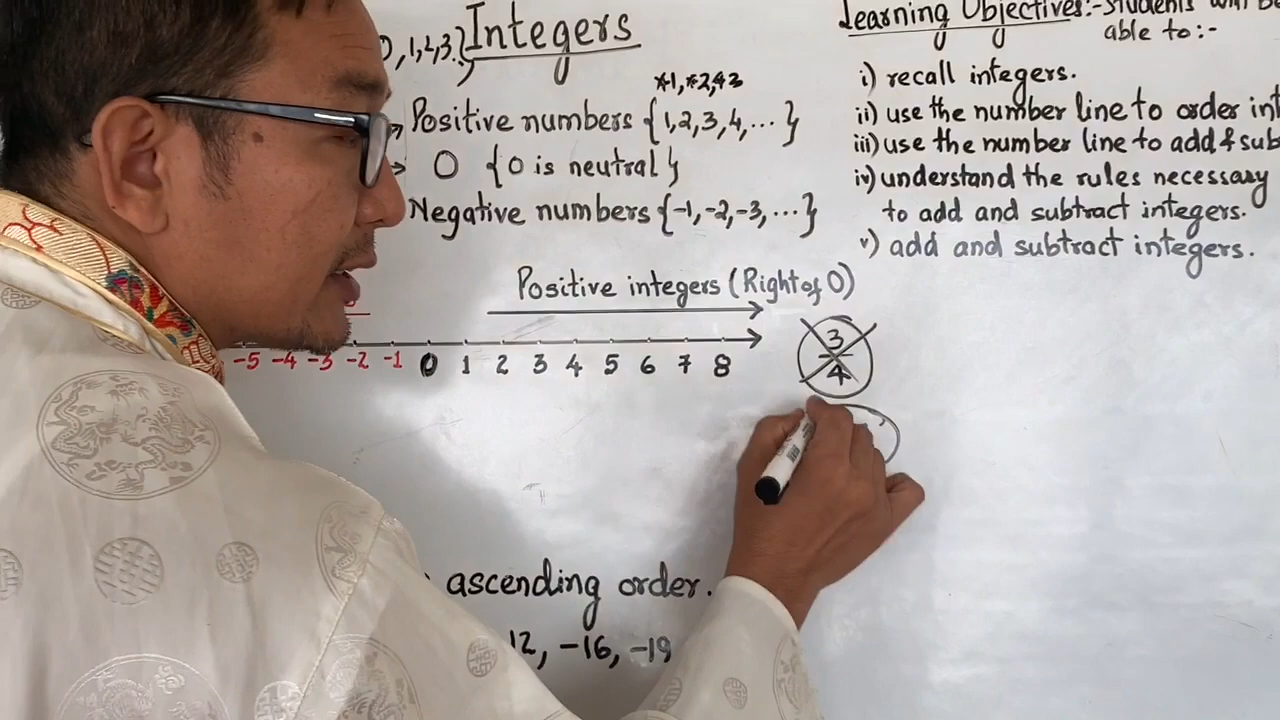 Integers
, 1, 2, 3.}
+1, +2, +3
Positive numbers {1, 2, 3, 4, ... }
0 {0 is neutral}
Negative numbers {-1, -2, -3, ... }
Positive integers (Right of 0)
-5 -4 -3 -2 -1 0 1 2 3 4 5 6 7 8
3
4
ascending order.
12, -16, -19
Learning Objectives:- Students will be
able to:-
i) recall integers.
ii) use the number line to order int
iii) use the number line to add & sub
iv) understand the rules necessary
to add and subtract integers.
v) add and subtract integers.